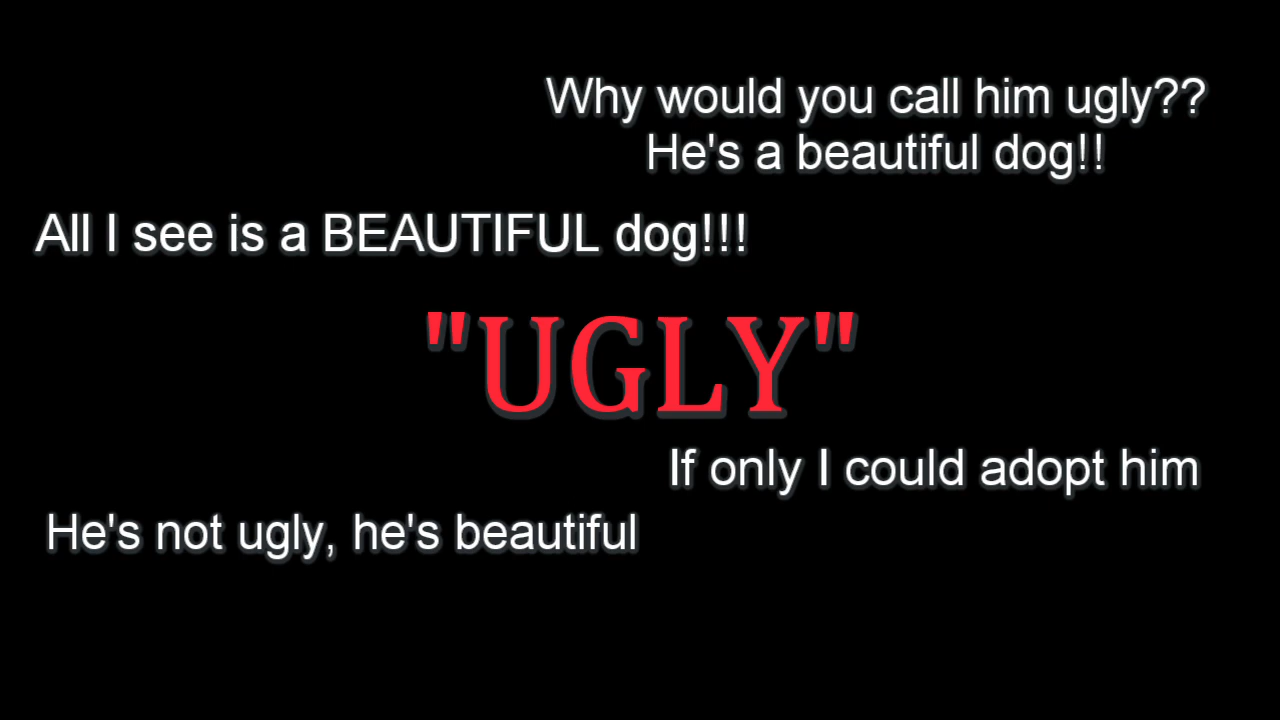 Why would you call him ugly??
He's a beautiful dog!!
All I see is a BEAUTIFUL dog!!!
"UGLY"
If only I could adopt him
He's not ugly, he's beautiful